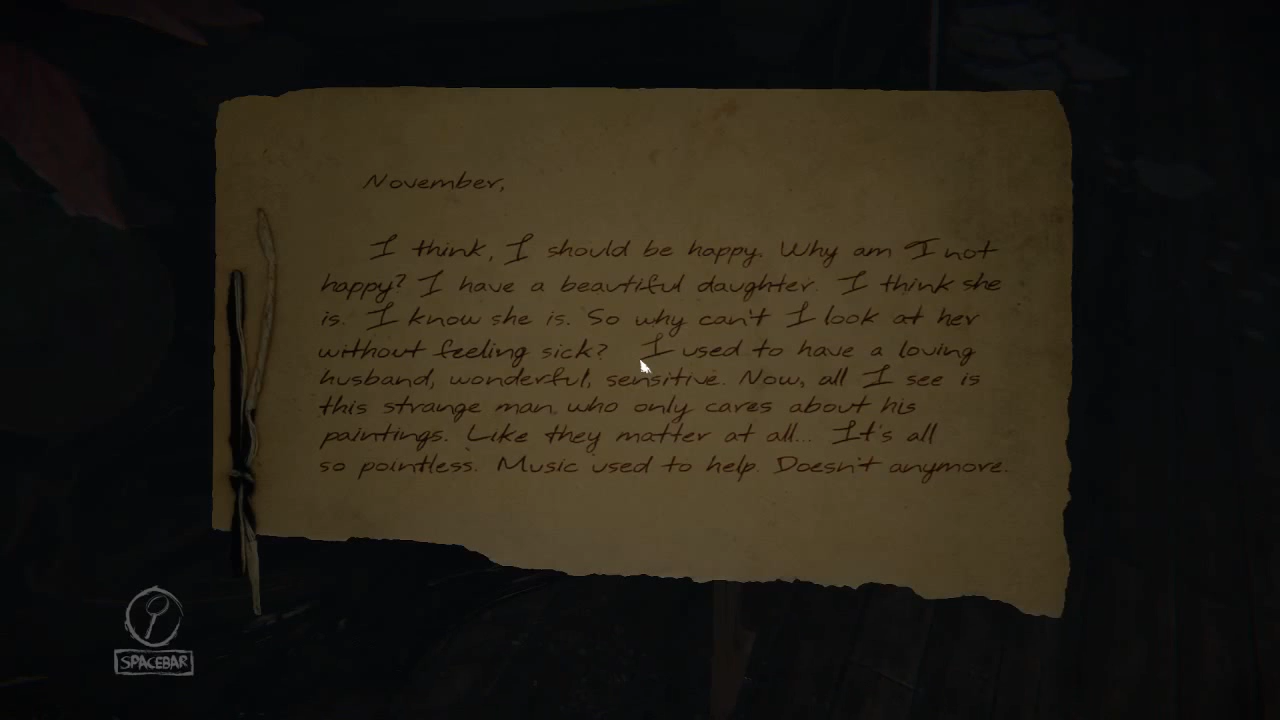 November,
I think, I should be happy. Why am I not
happy? I have a beautiful daughter. I think she
is. I know she is. So why can't I look at her
without feeling sick? I used to have a loving
husband, wonderful, sensitive. Now, all I see is
this strange man, who only cares about his
paintings. Like they matter at all... It's all
so pointless. Music used to help. Doesn't anymore.
SPACEBAR